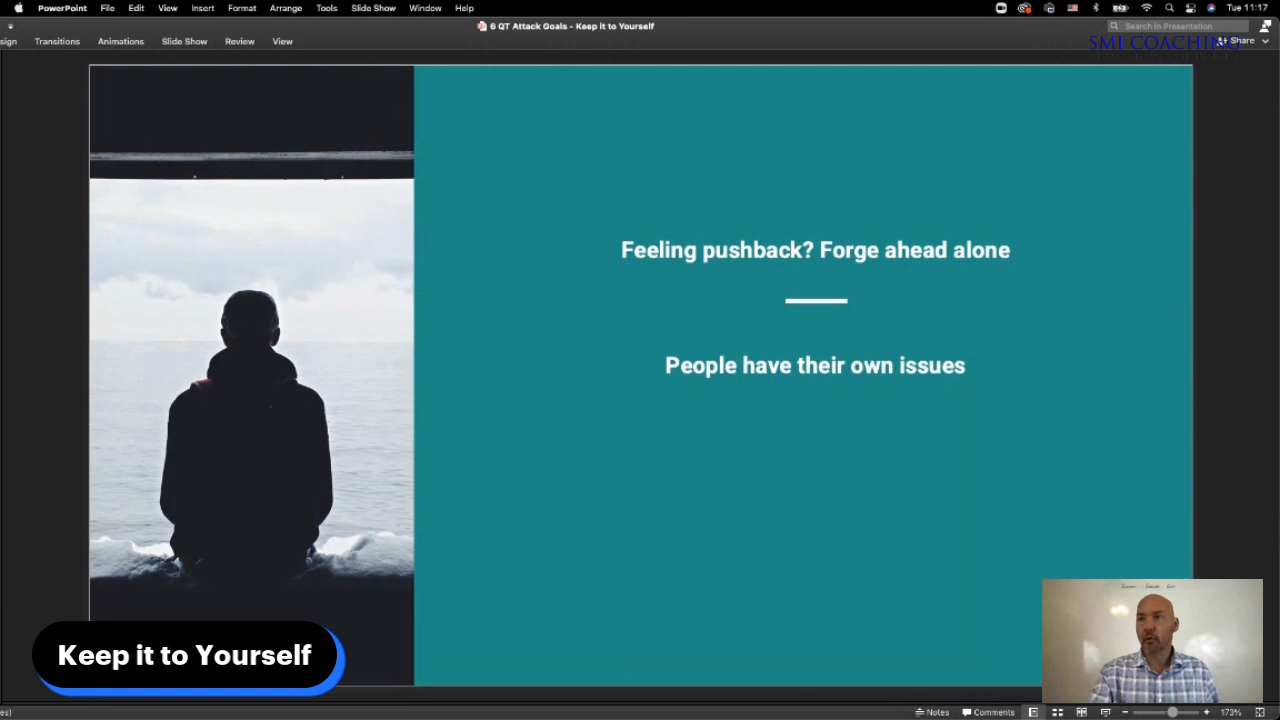 PowerPoint File Edit View Insert Format Arrange Tools Slide Show Window Help Tue 11:17
6 QT Attack Goals - Keep it to Yourself
Search in Presentation
sign Transitions Animations Slide Show Review View
Share
SMI COACHING
Feeling pushback? Forge ahead alone
People have their own issues
Keep it to Yourself
es)
Notes Comments 173%